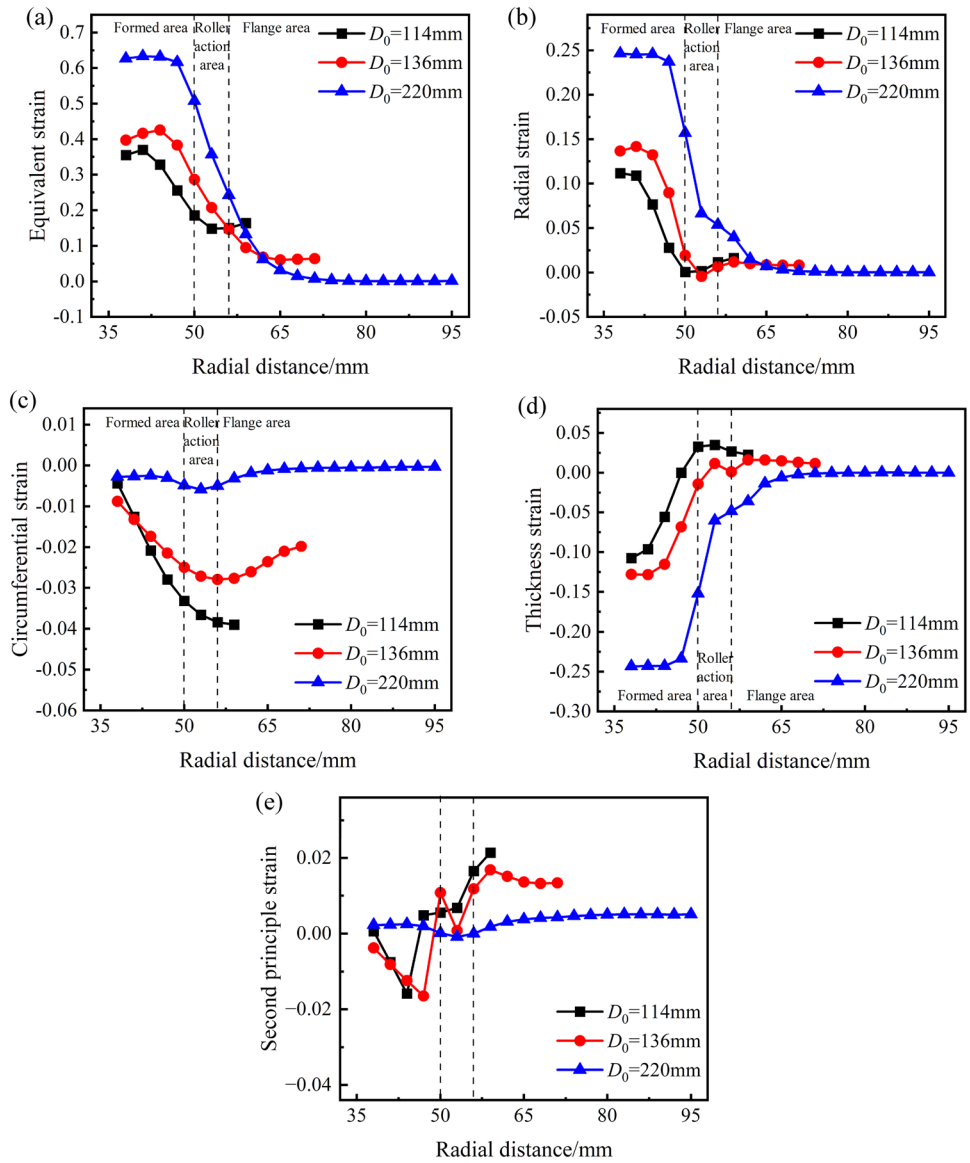 (a)
Formed area
Roller
action
area
Flange area
D0=114mm
D0=136mm
D0=220mm
0.7
0.6
0.5
0.4
0.3
0.2
0.1
0.0
-0.1
Equivalent strain
35 50 65 80 95
Radial distance/mm
(b)
Formed area
Roller
action
area
Flange area
D0=114mm
D0=136mm
D0=220mm
0.25
0.20
0.15
0.10
0.05
0.00
-0.05
Radial strain
35 50 65 80 95
Radial distance/mm
(c)
Formed area
Roller
action
area
Flange area
0.01
0.00
-0.01
-0.02
-0.03
-0.04
-0.05
-0.06
Circumferential strain
D0=114mm
D0=136mm
D0=220mm
35 50 65 80 95
Radial distance/mm
(d)
0.05
0.00
-0.05
-0.10
-0.15
-0.20
-0.25
-0.30
Thickness strain
D0=114mm
D0=136mm
D0=220mm
Formed area
Roller
action
area
Flange area
35 50 65 80 95
Radial distance/mm
(e)
0.02
0.00
−0.02
−0.04
Second principle strain
D0=114mm
D0=136mm
D0=220mm
35 50 65 80 95
Radial distance/mm